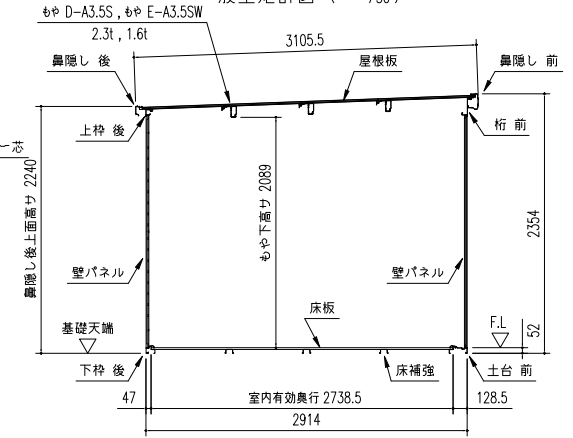 もや D-A3.5S , もや E-A3.5SW
2.3t , 1.6t
3105.5
鼻隠し 後
屋根板
鼻隠し 前
上枠 後
桁 前
芯
鼻隠し後上面高サ 2240
もや下高サ 2089
2354
壁パネル
壁パネル
床板
基礎天端
F.L
52
下枠 後
床補強
土台 前
47
室内有効奥行 2738.5
128.5
2914